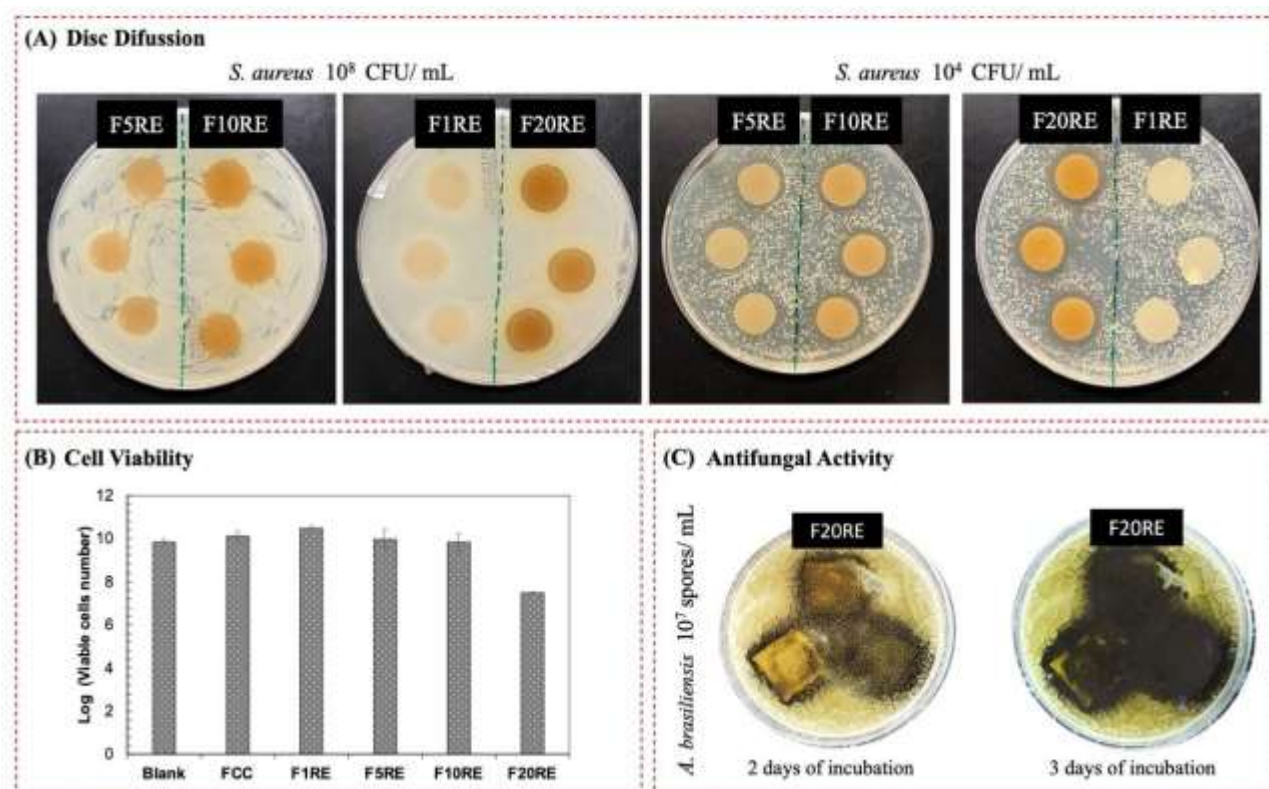 (A) Disc Difussion
S. aureus 10⁸ CFU/ mL
S. aureus 10⁴ CFU/ mL
F5RE F10RE
F1RE F20RE
F5RE F10RE
F20RE F1RE
(B) Cell Viability
Log (Viable cells number)
12
10
8
6
4
2
0
Blank FCC F1RE F5RE F10RE F20RE
(C) Antifungal Activity
A. brasiliensis 10⁷ spores/ mL
F20RE
F20RE
2 days of incubation
3 days of incubation